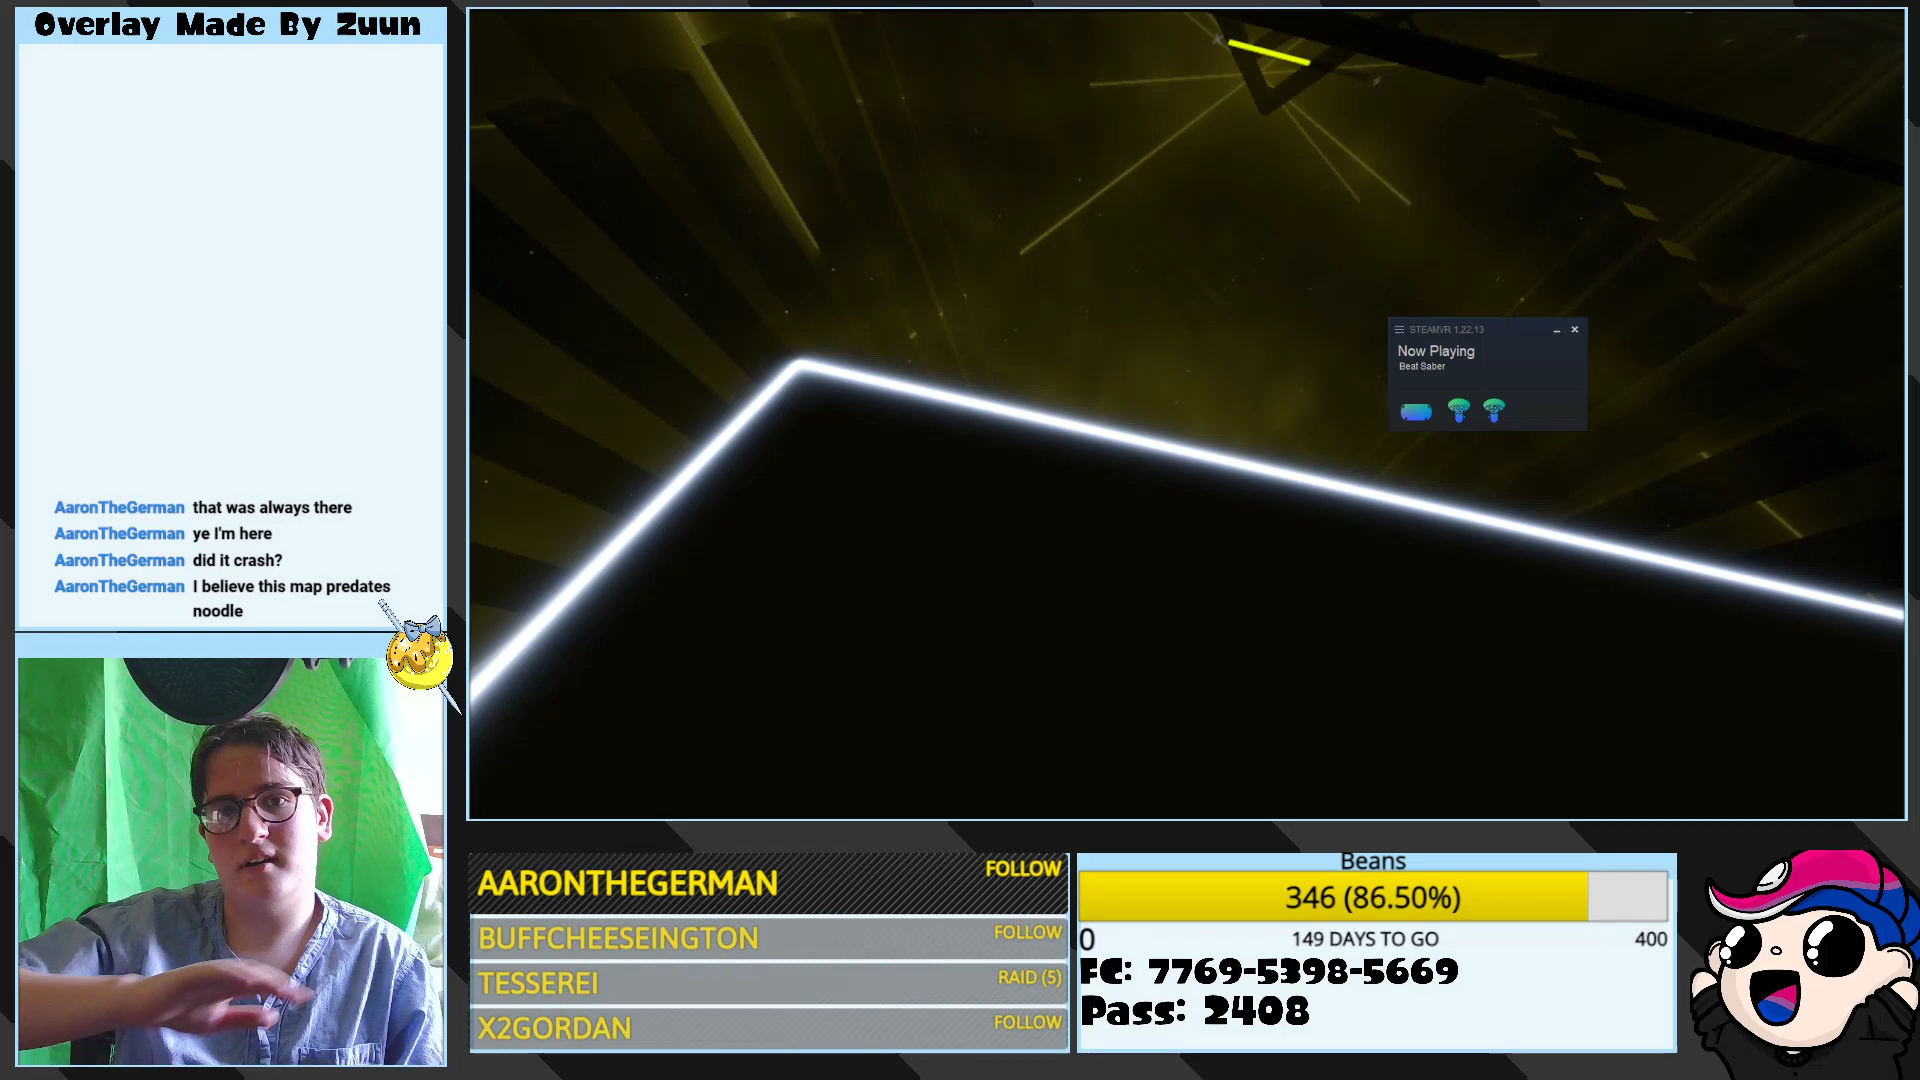 Overlay Made By Zuun
AaronTheGerman that was always there
AaronTheGerman ye I'm here
AaronTheGerman did it crash?
AaronTheGerman I believe this map predates
noodle
STEAMVR 1.22.13
Now Playing
Beat Saber
AARONTHEGERMAN FOLLOW
BUFFCHEESEINGTON FOLLOW
TESSEREI RAID (5)
X2GORDAN FOLLOW
Beans
346 (86.50%)
0 149 DAYS TO GO 400
FC: 7769-5398-5669
Pass: 2408